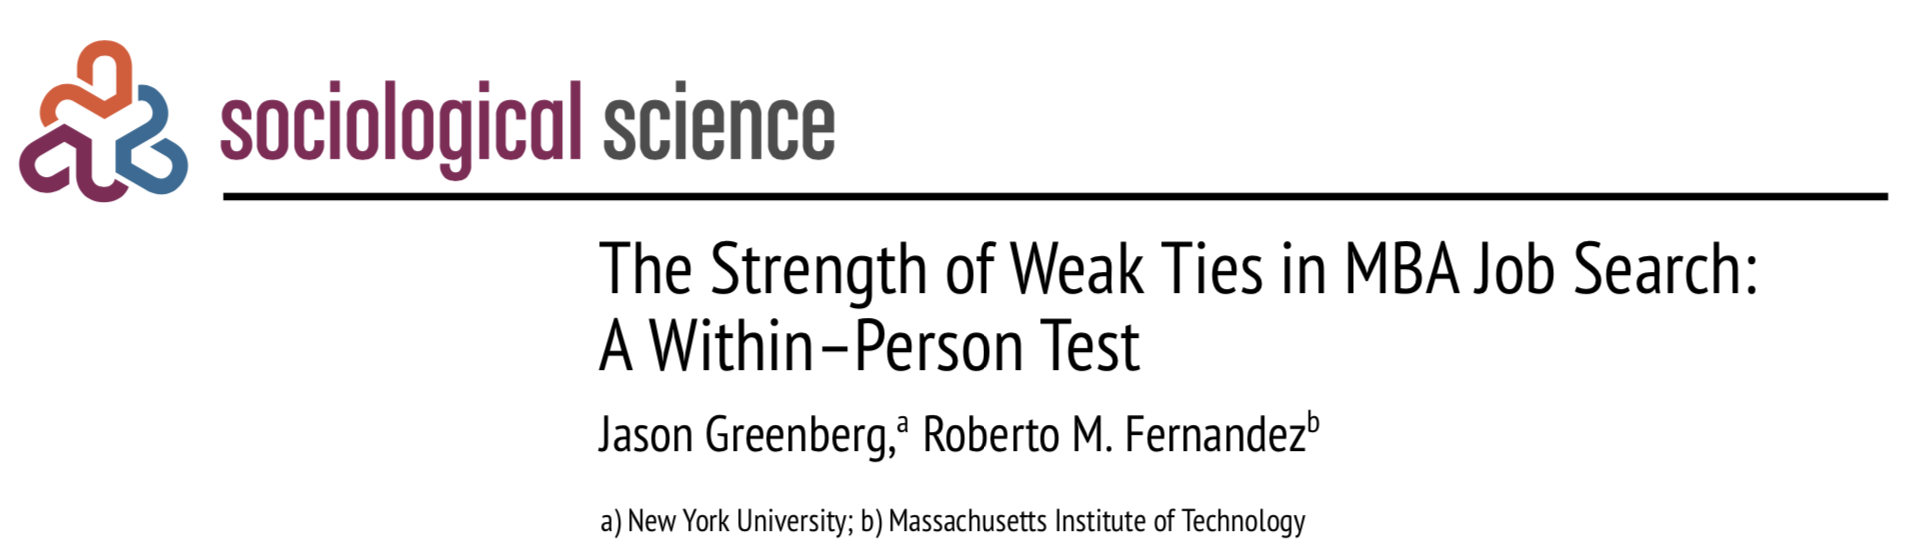 sociological science
The Strength of Weak Ties in MBA Job Search:
A Within–Person Test
Jason Greenberg,ᵃ Roberto M. Fernandezᵇ
a) New York University; b) Massachusetts Institute of Technology